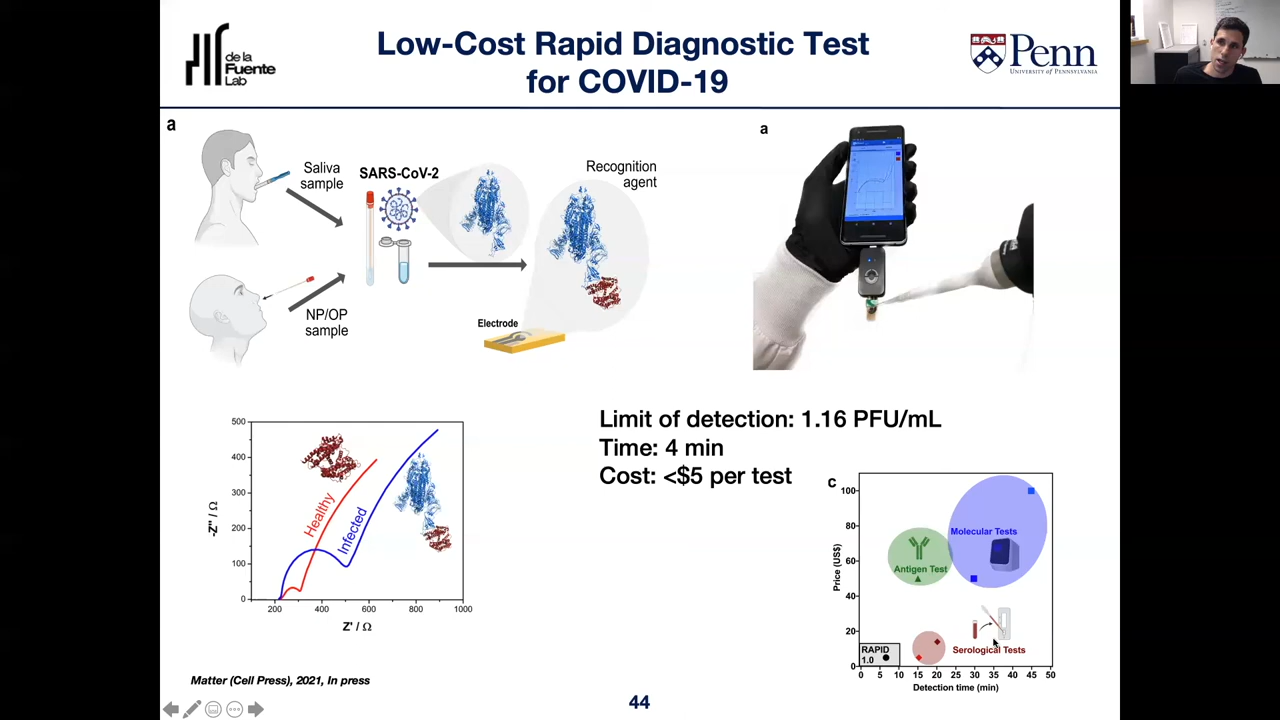 de la
Fuente
Lab
Low-Cost Rapid Diagnostic Test
for COVID-19
Penn
UNIVERSITY OF PENNSYLVANIA
a
Saliva
sample
SARS-CoV-2
Recognition
agent
NP/OP
sample
Electrode
a
500
400
300
200
100
0
-Z'' / Ω
Healthy
Infected
200
400
600
800
1000
Z' / Ω
Limit of detection: 1.16 PFU/mL
Time: 4 min
Cost: <$5 per test
c
100
80
60
40
20
0
Price (US$)
Molecular Tests
Antigen Test
Serological Tests
RAPID
1.0
0 5 10 15 20 25 30 35 40 45 50
Detection time (min)
Matter (Cell Press), 2021, In press
44